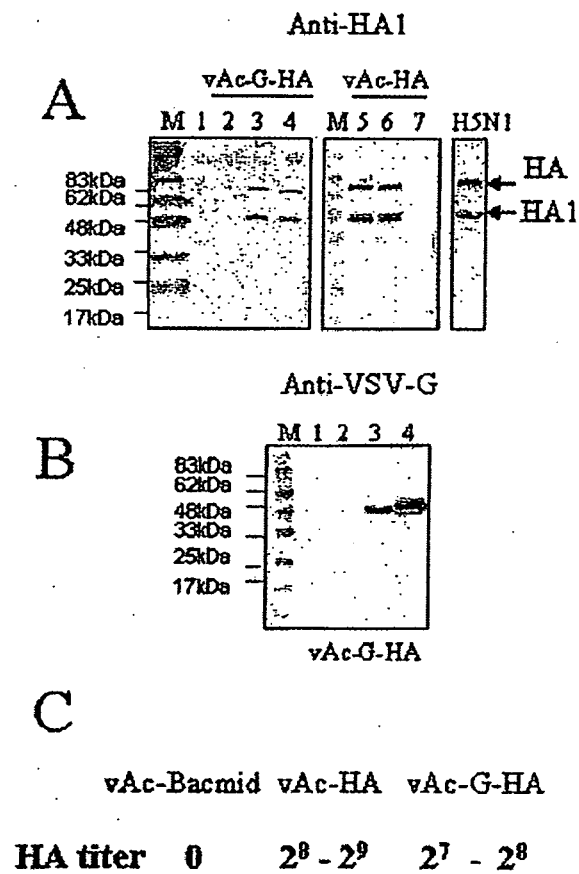 Anti-HA1
A
vAc-G-HA vAc-HA
M 1 2 3 4 M 5 6 7 H5N1
83kDa
62kDa
48kDa
33kDa
25kDa
17kDa
HA
HA1
Anti-VSV-G
B
M 1 2 3 4
83kDa
62kDa
48kDa
33kDa
25kDa
17kDa
vAc-G-HA
C
vAc-Bacmid vAc-HA vAc-G-HA
HA titer 0 2⁸ - 2⁹ 2⁷ - 2⁸